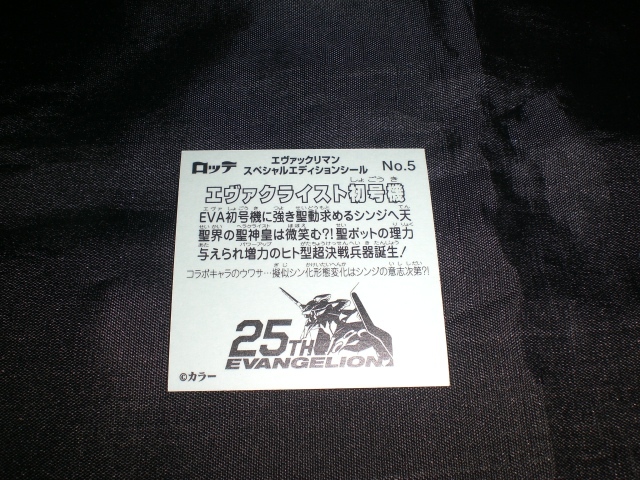 ロッテ エヴァックリマン スペシャルエディションシール No.5
エヴァクライスト初号機
EVA初号機に強き聖動求めるシンジへ天
聖界の聖神皇は微笑む?!聖ボットの理力
与えられ増力のヒト型超決戦兵器誕生!
コラボキャラのウワサ…擬似シン化形態変化はシンジの意志次第?!
25TH
EVANGELION
©カラー